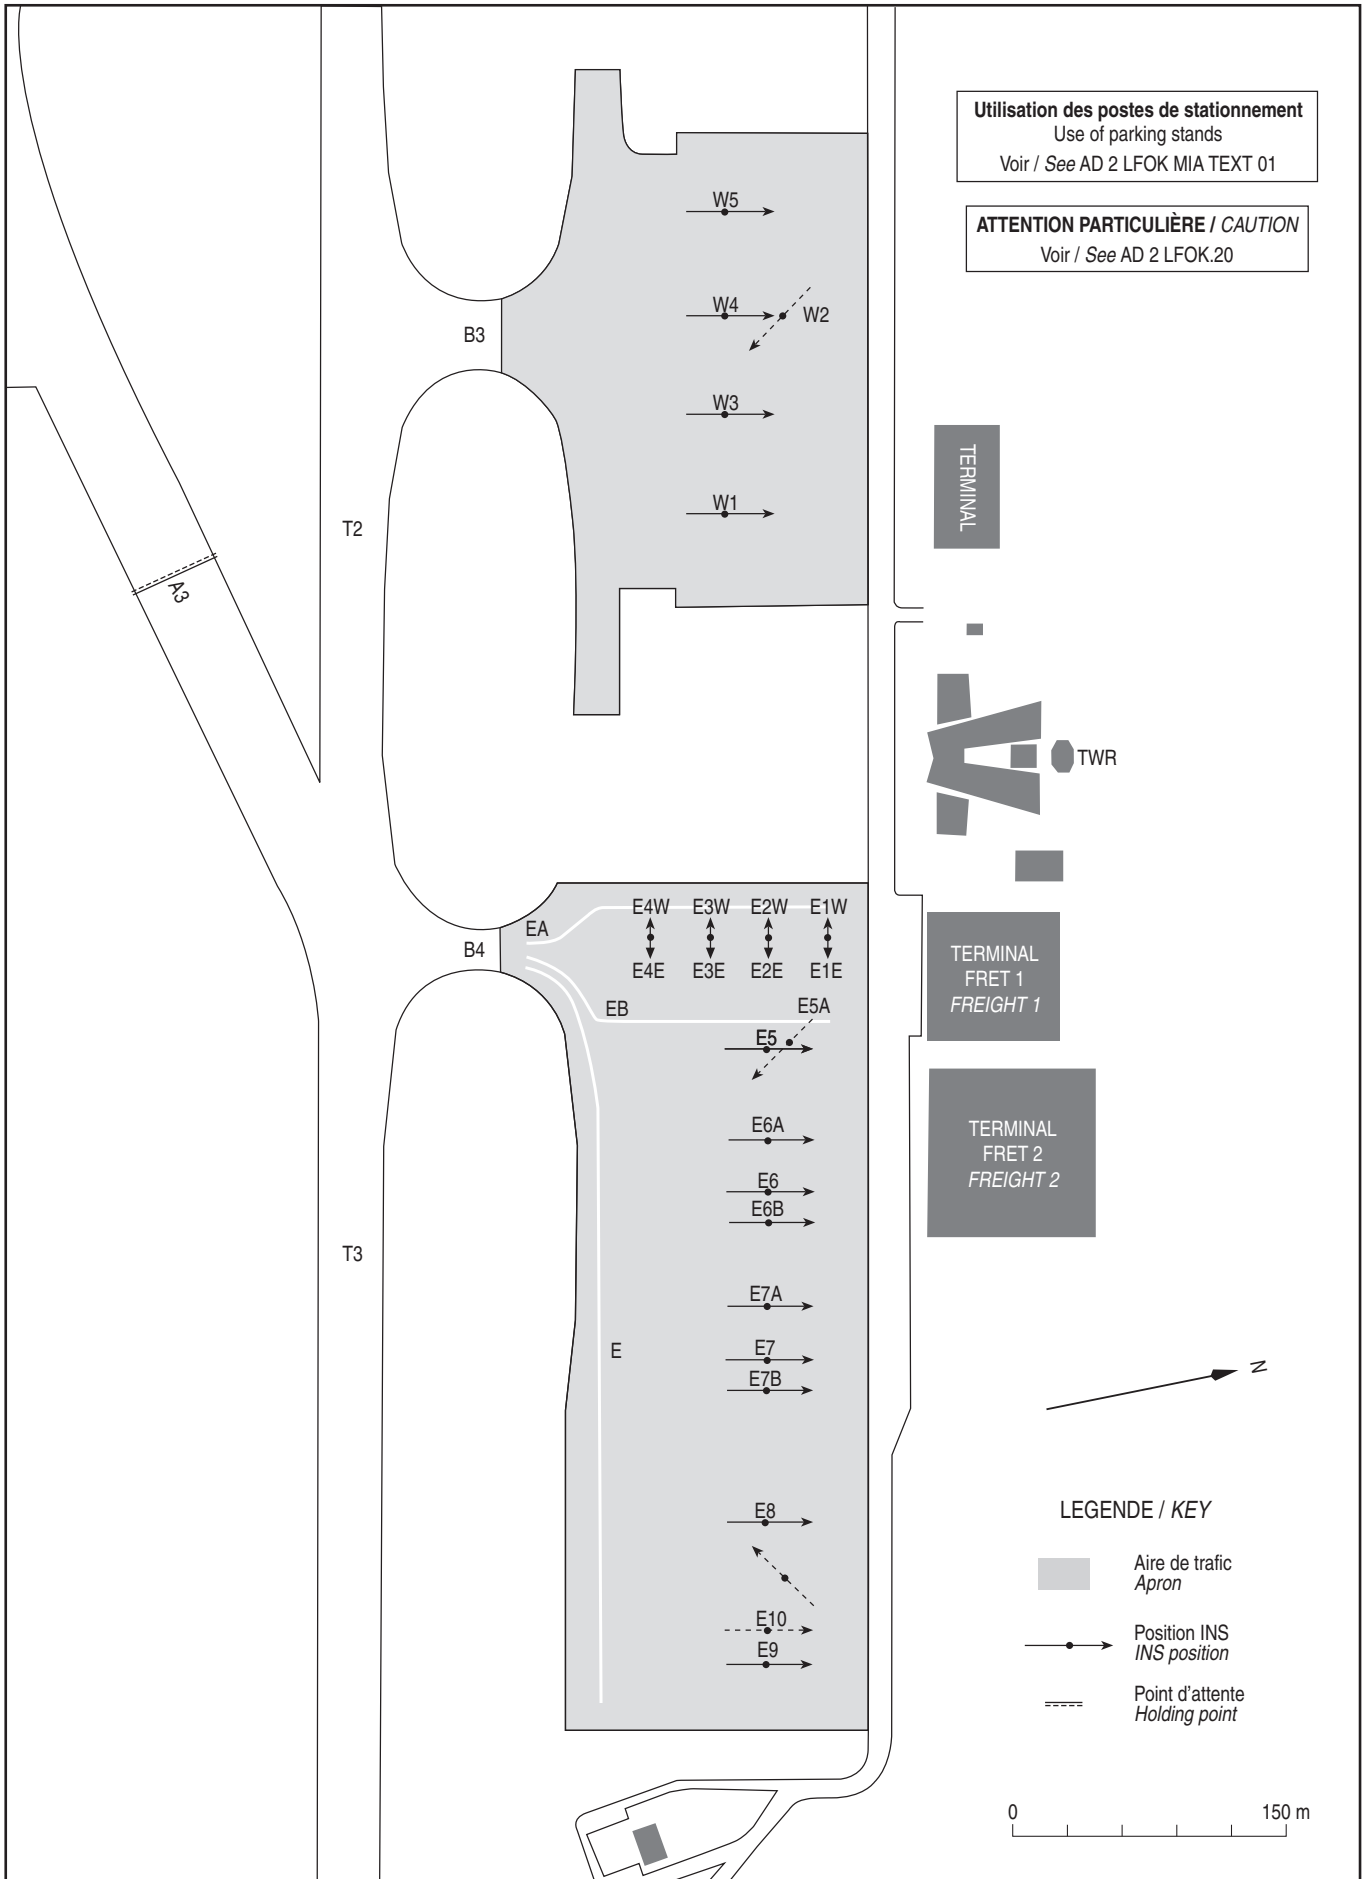 Utilisation des postes de stationnement
Use of parking stands
Voir / See AD 2 LFOK MIA TEXT 01
ATTENTION PARTICULIÈRE / CAUTION
Voir / See AD 2 LFOK.20
W5
W4
W2
B3
W3
TERMINAL
W1
T2
A3
TWR
E4W
E3W
E2W
E1W
EA
B4
E4E
E3E
E2E
E1E
TERMINAL
FRET 1
FREIGHT 1
EB
E5A
E5
E6A
TERMINAL
FRET 2
FREIGHT 2
E6
E6B
T3
E7A
E7
E
E7B
N
E8
LEGENDE / KEY
Aire de trafic
Apron
E10
E9
Position INS
INS position
Point d'attente
Holding point
0
150 m